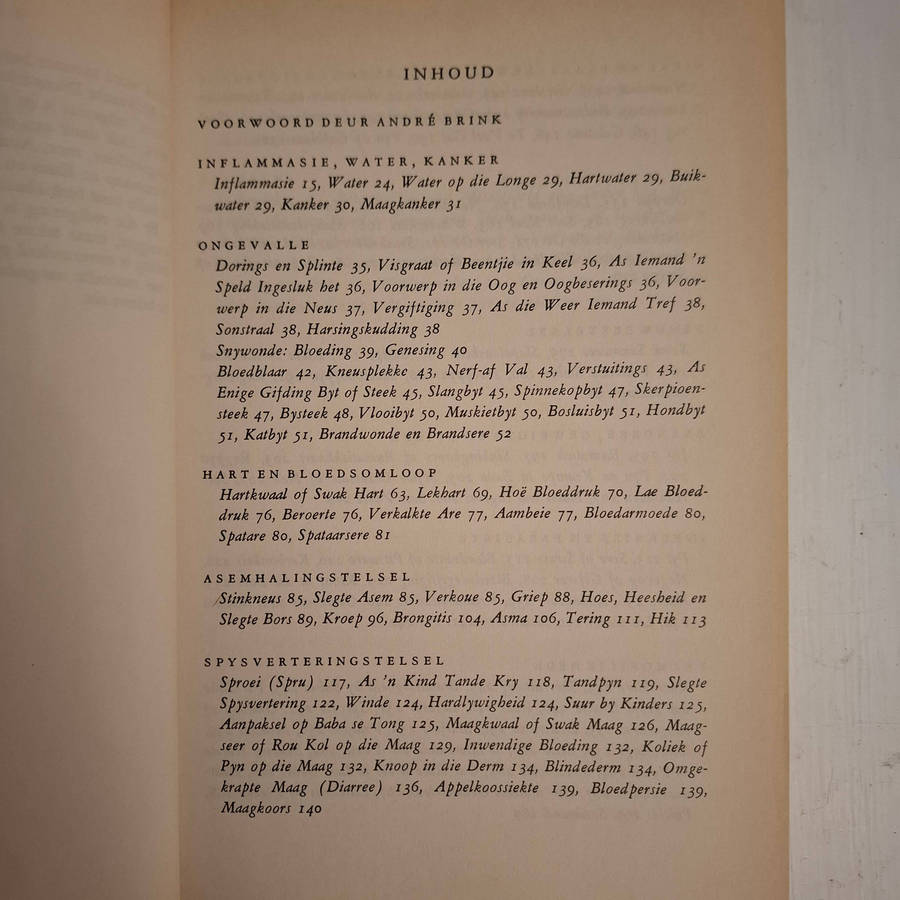 INHOUD
VOORWOORD DEUR ANDRÉ BRINK
INFLAMMASIE, WATER, KANKER
Inflammasie 15, Water 24, Water op die Longe 29, Hartwater 29, Buik-
water 29, Kanker 30, Maagkanker 31
ONGEVALLE
Dorings en Splinte 35, Visgraat of Beentjie in Keel 36, As Iemand 'n
Speld Ingesluk het 36, Voorwerp in die Oog en Oogbeserings 36, Voor-
werp in die Neus 37, Vergiftiging 37, As die Weer Iemand Tref 38,
Sonstraal 38, Harsingskudding 38
Snywonde: Bloeding 39, Genesing 40
Bloedblaar 42, Kneusplekke 43, Nerf-af Val 43, Verstuitings 43, As
Enige Gifding Byt of Steek 45, Slangbyt 45, Spinnekopbyt 47, Skerpioen-
steek 47, Bysteek 48, Vlooibyt 50, Muskietbyt 50, Bosluisbyt 51, Hondbyt
51, Katbyt 51, Brandwonde en Brandsere 52
HART EN BLOEDSOMLOOP
Hartkwaal of Swak Hart 63, Lekhart 69, Hoë Bloeddruk 70, Lae Bloed-
druk 76, Beroerte 76, Verkalkte Are 77, Aambeie 77, Bloedarmoede 80,
Spatare 80, Spataarsere 81
ASEMHALINGSTELSEL
Stinkneus 85, Slegte Asem 85, Verkoue 85, Griep 88, Hoes, Heesheid en
Slegte Bors 89, Kroep 96, Brongitis 104, Asma 106, Tering 111, Hik 113
SPYSVERTERINGSTELSEL
Sproei (Spru) 117, As 'n Kind Tande Kry 118, Tandpyn 119, Slegte
Spysvertering 122, Winde 124, Hardlywigheid 124, Suur by Kinders 125,
Aanpaksel op Baba se Tong 125, Maagkwaal of Swak Maag 126, Maag-
seer of Rou Kol op die Maag 129, Inwendige Bloeding 132, Koliek of
Pyn op die Maag 132, Knoop in die Derm 134, Blindederm 134, Omge-
krapte Maag (Diarree) 136, Appelkoossiekte 139, Bloedpersie 139,
Maagkoors 140